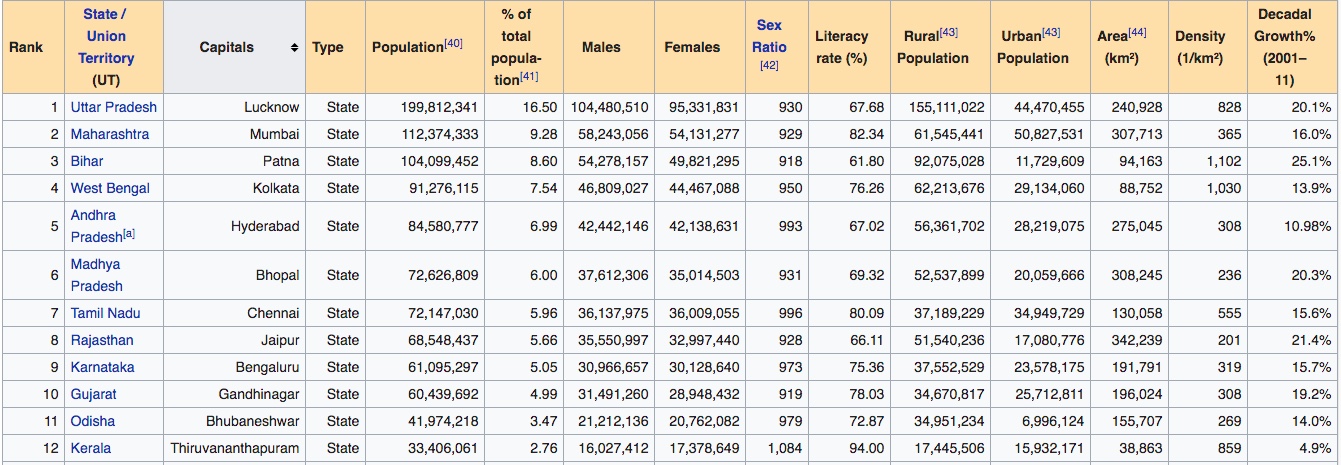 Rank State / Union Territory (UT) Capitals Type Population[40] % of total popula-tion[41] Males Females Sex Ratio [42] Literacy rate (%) Rural[43] Population Urban[43] Population Area[44] (km²) Density (1/km²) Decadal Growth% (2001–11)
1 Uttar Pradesh Lucknow State 199,812,341 16.50 104,480,510 95,331,831 930 67.68 155,111,022 44,470,455 240,928 828 20.1%
2 Maharashtra Mumbai State 112,374,333 9.28 58,243,056 54,131,277 929 82.34 61,545,441 50,827,531 307,713 365 16.0%
3 Bihar Patna State 104,099,452 8.60 54,278,157 49,821,295 918 61.80 92,075,028 11,729,609 94,163 1,102 25.1%
4 West Bengal Kolkata State 91,276,115 7.54 46,809,027 44,467,088 950 76.26 62,213,676 29,134,060 88,752 1,030 13.9%
5 Andhra Pradesh[a] Hyderabad State 84,580,777 6.99 42,442,146 42,138,631 993 67.02 56,361,702 28,219,075 275,045 308 10.98%
6 Madhya Pradesh Bhopal State 72,626,809 6.00 37,612,306 35,014,503 931 69.32 52,537,899 20,059,666 308,245 236 20.3%
7 Tamil Nadu Chennai State 72,147,030 5.96 36,137,975 36,009,055 996 80.09 37,189,229 34,949,729 130,058 555 15.6%
8 Rajasthan Jaipur State 68,548,437 5.66 35,550,997 32,997,440 928 66.11 51,540,236 17,080,776 342,239 201 21.4%
9 Karnataka Bengaluru State 61,095,297 5.05 30,966,657 30,128,640 973 75.36 37,552,529 23,578,175 191,791 319 15.7%
10 Gujarat Gandhinagar State 60,439,692 4.99 31,491,260 28,948,432 919 78.03 34,670,817 25,712,811 196,024 308 19.2%
11 Odisha Bhubaneshwar State 41,974,218 3.47 21,212,136 20,762,082 979 72.87 34,951,234 6,996,124 155,707 269 14.0%
12 Kerala Thiruvananthapuram State 33,406,061 2.76 16,027,412 17,378,649 1,084 94.00 17,445,506 15,932,171 38,863 859 4.9%